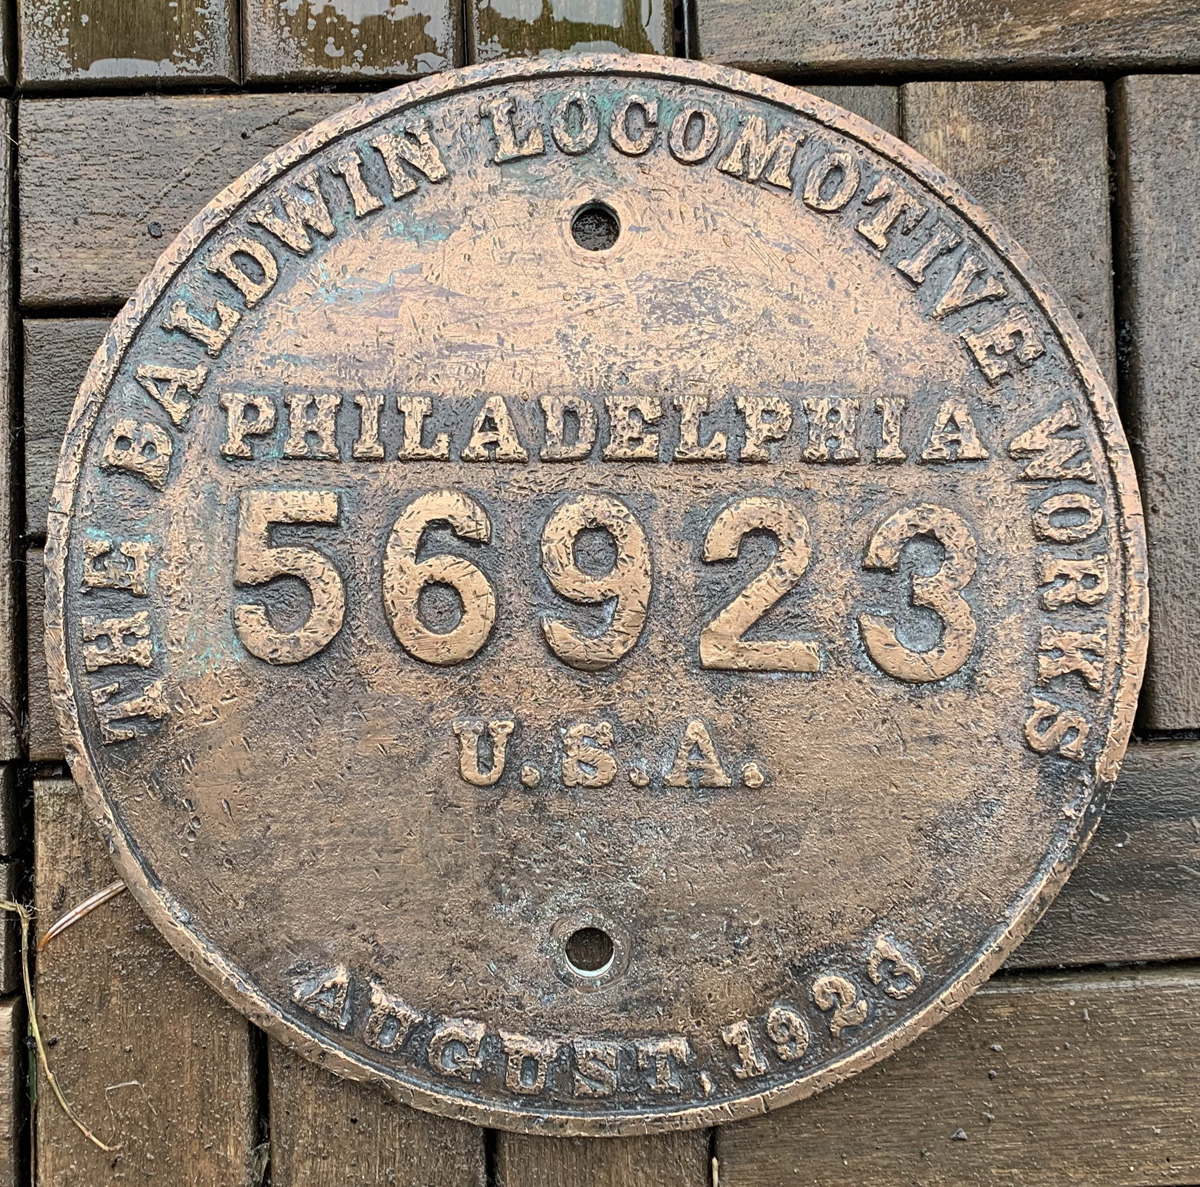 THE BALDWIN LOCOMOTIVE WORKS
PHILADELPHIA
56923
U.S.A.
AUGUST, 1923